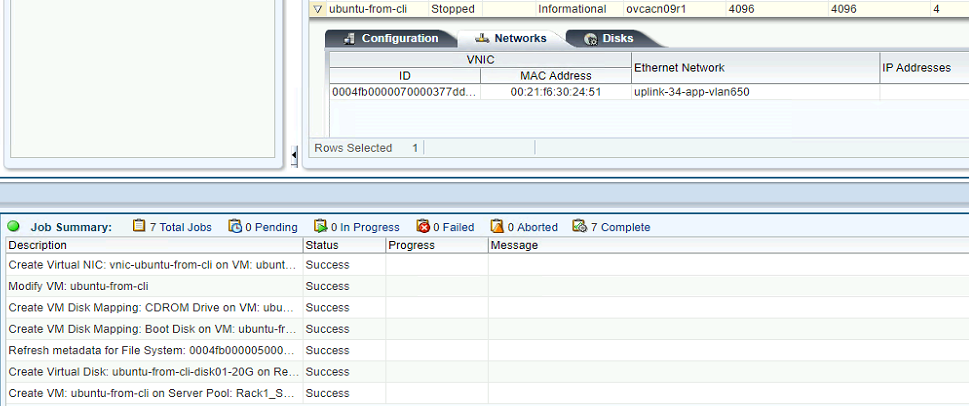 ubuntu-from-cli Stopped Informational ovcacn09r1 4096 4096 4
Configuration Networks Disks
VNIC
Ethernet Network IP Addresses
ID MAC Address
0004fb0000070000377dd... 00:21:f6:30:24:51 uplink-34-app-vlan650
Rows Selected 1
Job Summary: 7 Total Jobs 0 Pending 0 In Progress 0 Failed 0 Aborted 7 Complete
Description Status Progress Message
Create Virtual NIC: vnic-ubuntu-from-cli on VM: ubunt... Success
Modify VM: ubuntu-from-cli Success
Create VM Disk Mapping: CDROM Drive on VM: ubu... Success
Create VM Disk Mapping: Boot Disk on VM: ubuntu-fr... Success
Refresh metadata for File System: 0004fb000005000... Success
Create Virtual Disk: ubuntu-from-cli-disk01-20G on Re... Success
Create VM: ubuntu-from-cli on Server Pool: Rack1_S... Success